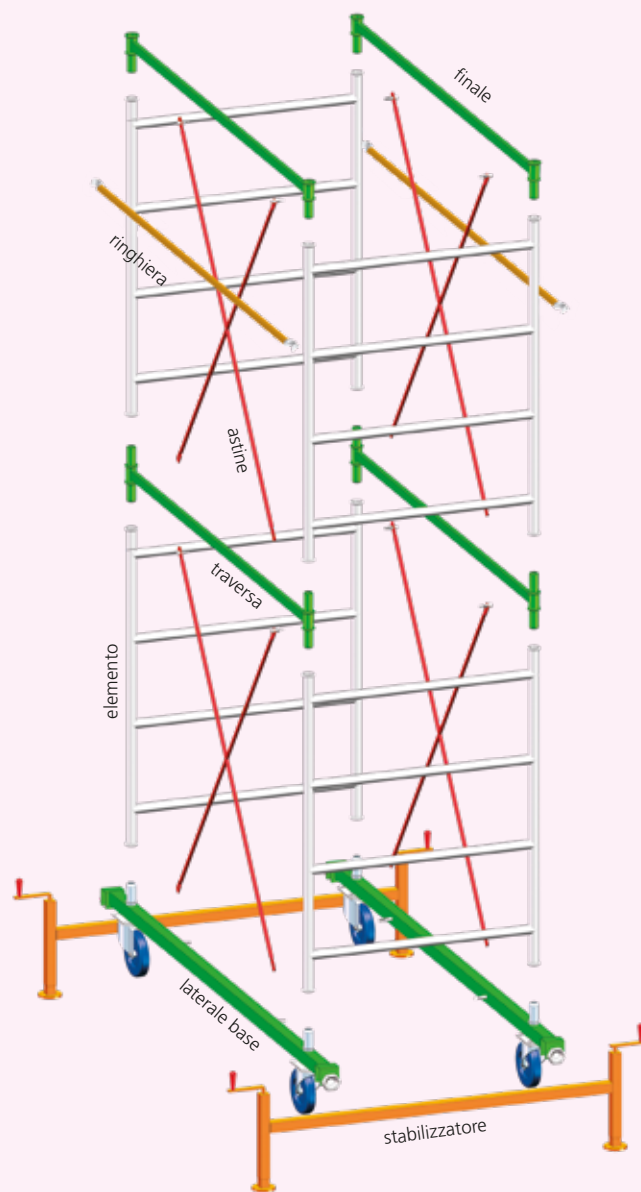 finale
ringhiera
astine
traversa
elemento
laterale base
stabilizzatore